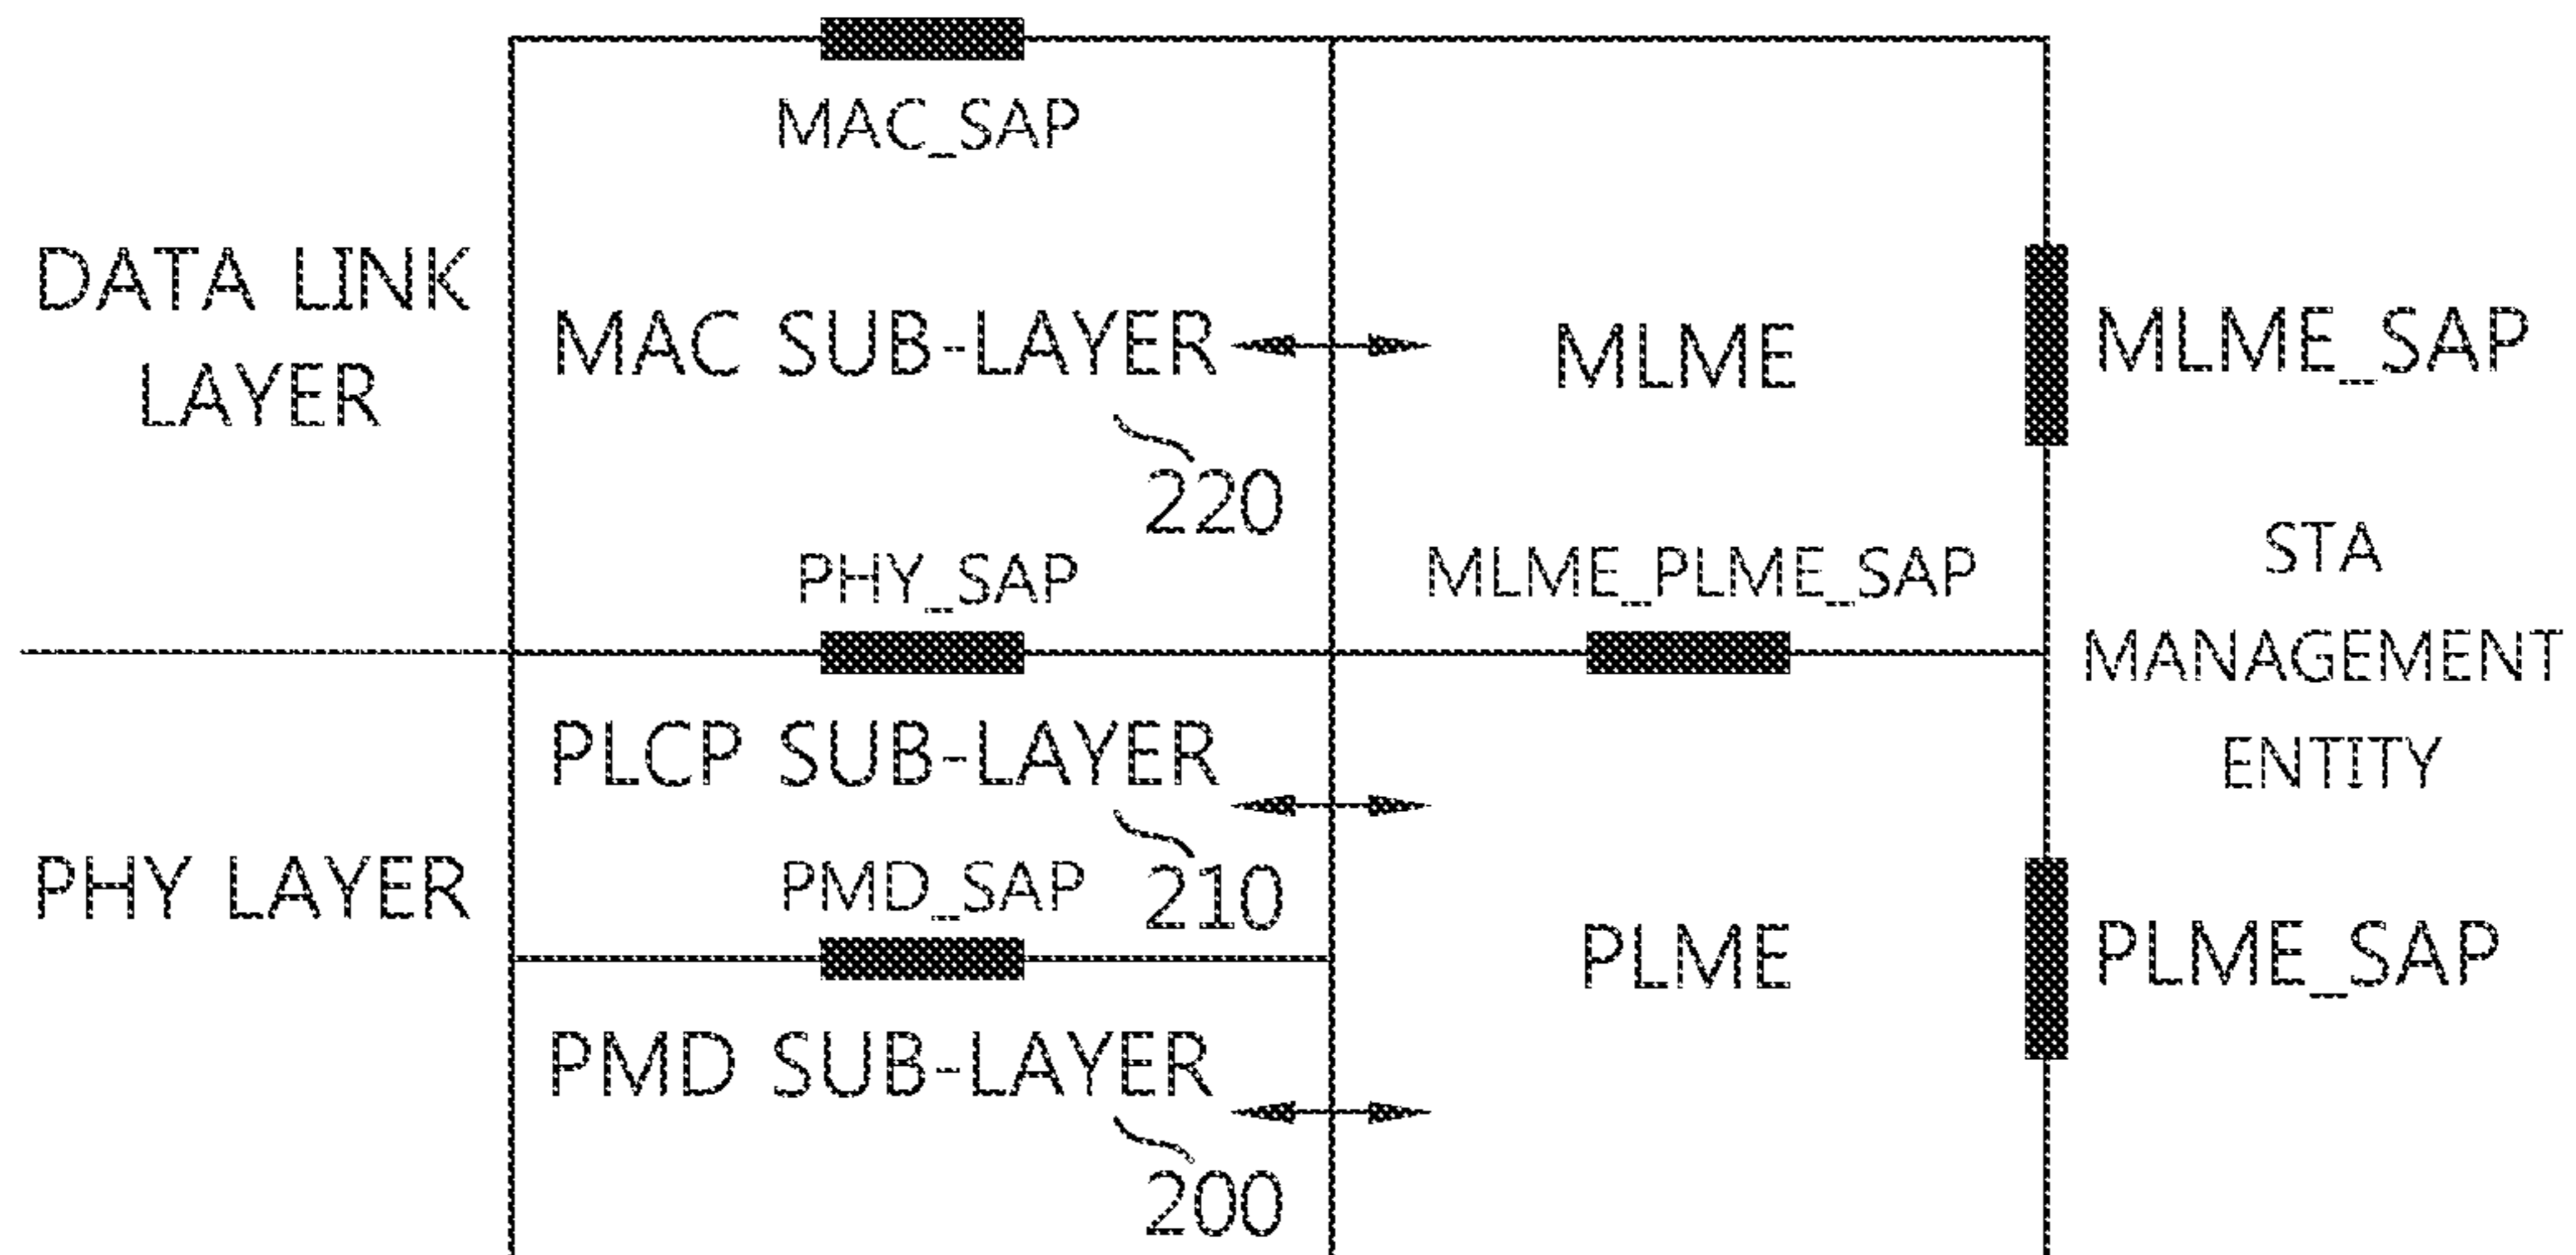 MAC_SAP
DATA LINK
LAYER
MAC SUB-LAYER
220
MLME
MLME_SAP
PHY_SAP
MLME_PLME_SAP
STA
MANAGEMENT
ENTITY
PHY LAYER
PLCP SUB-LAYER
210
PMD_SAP
PLME
PLME_SAP
PMD SUB-LAYER
200